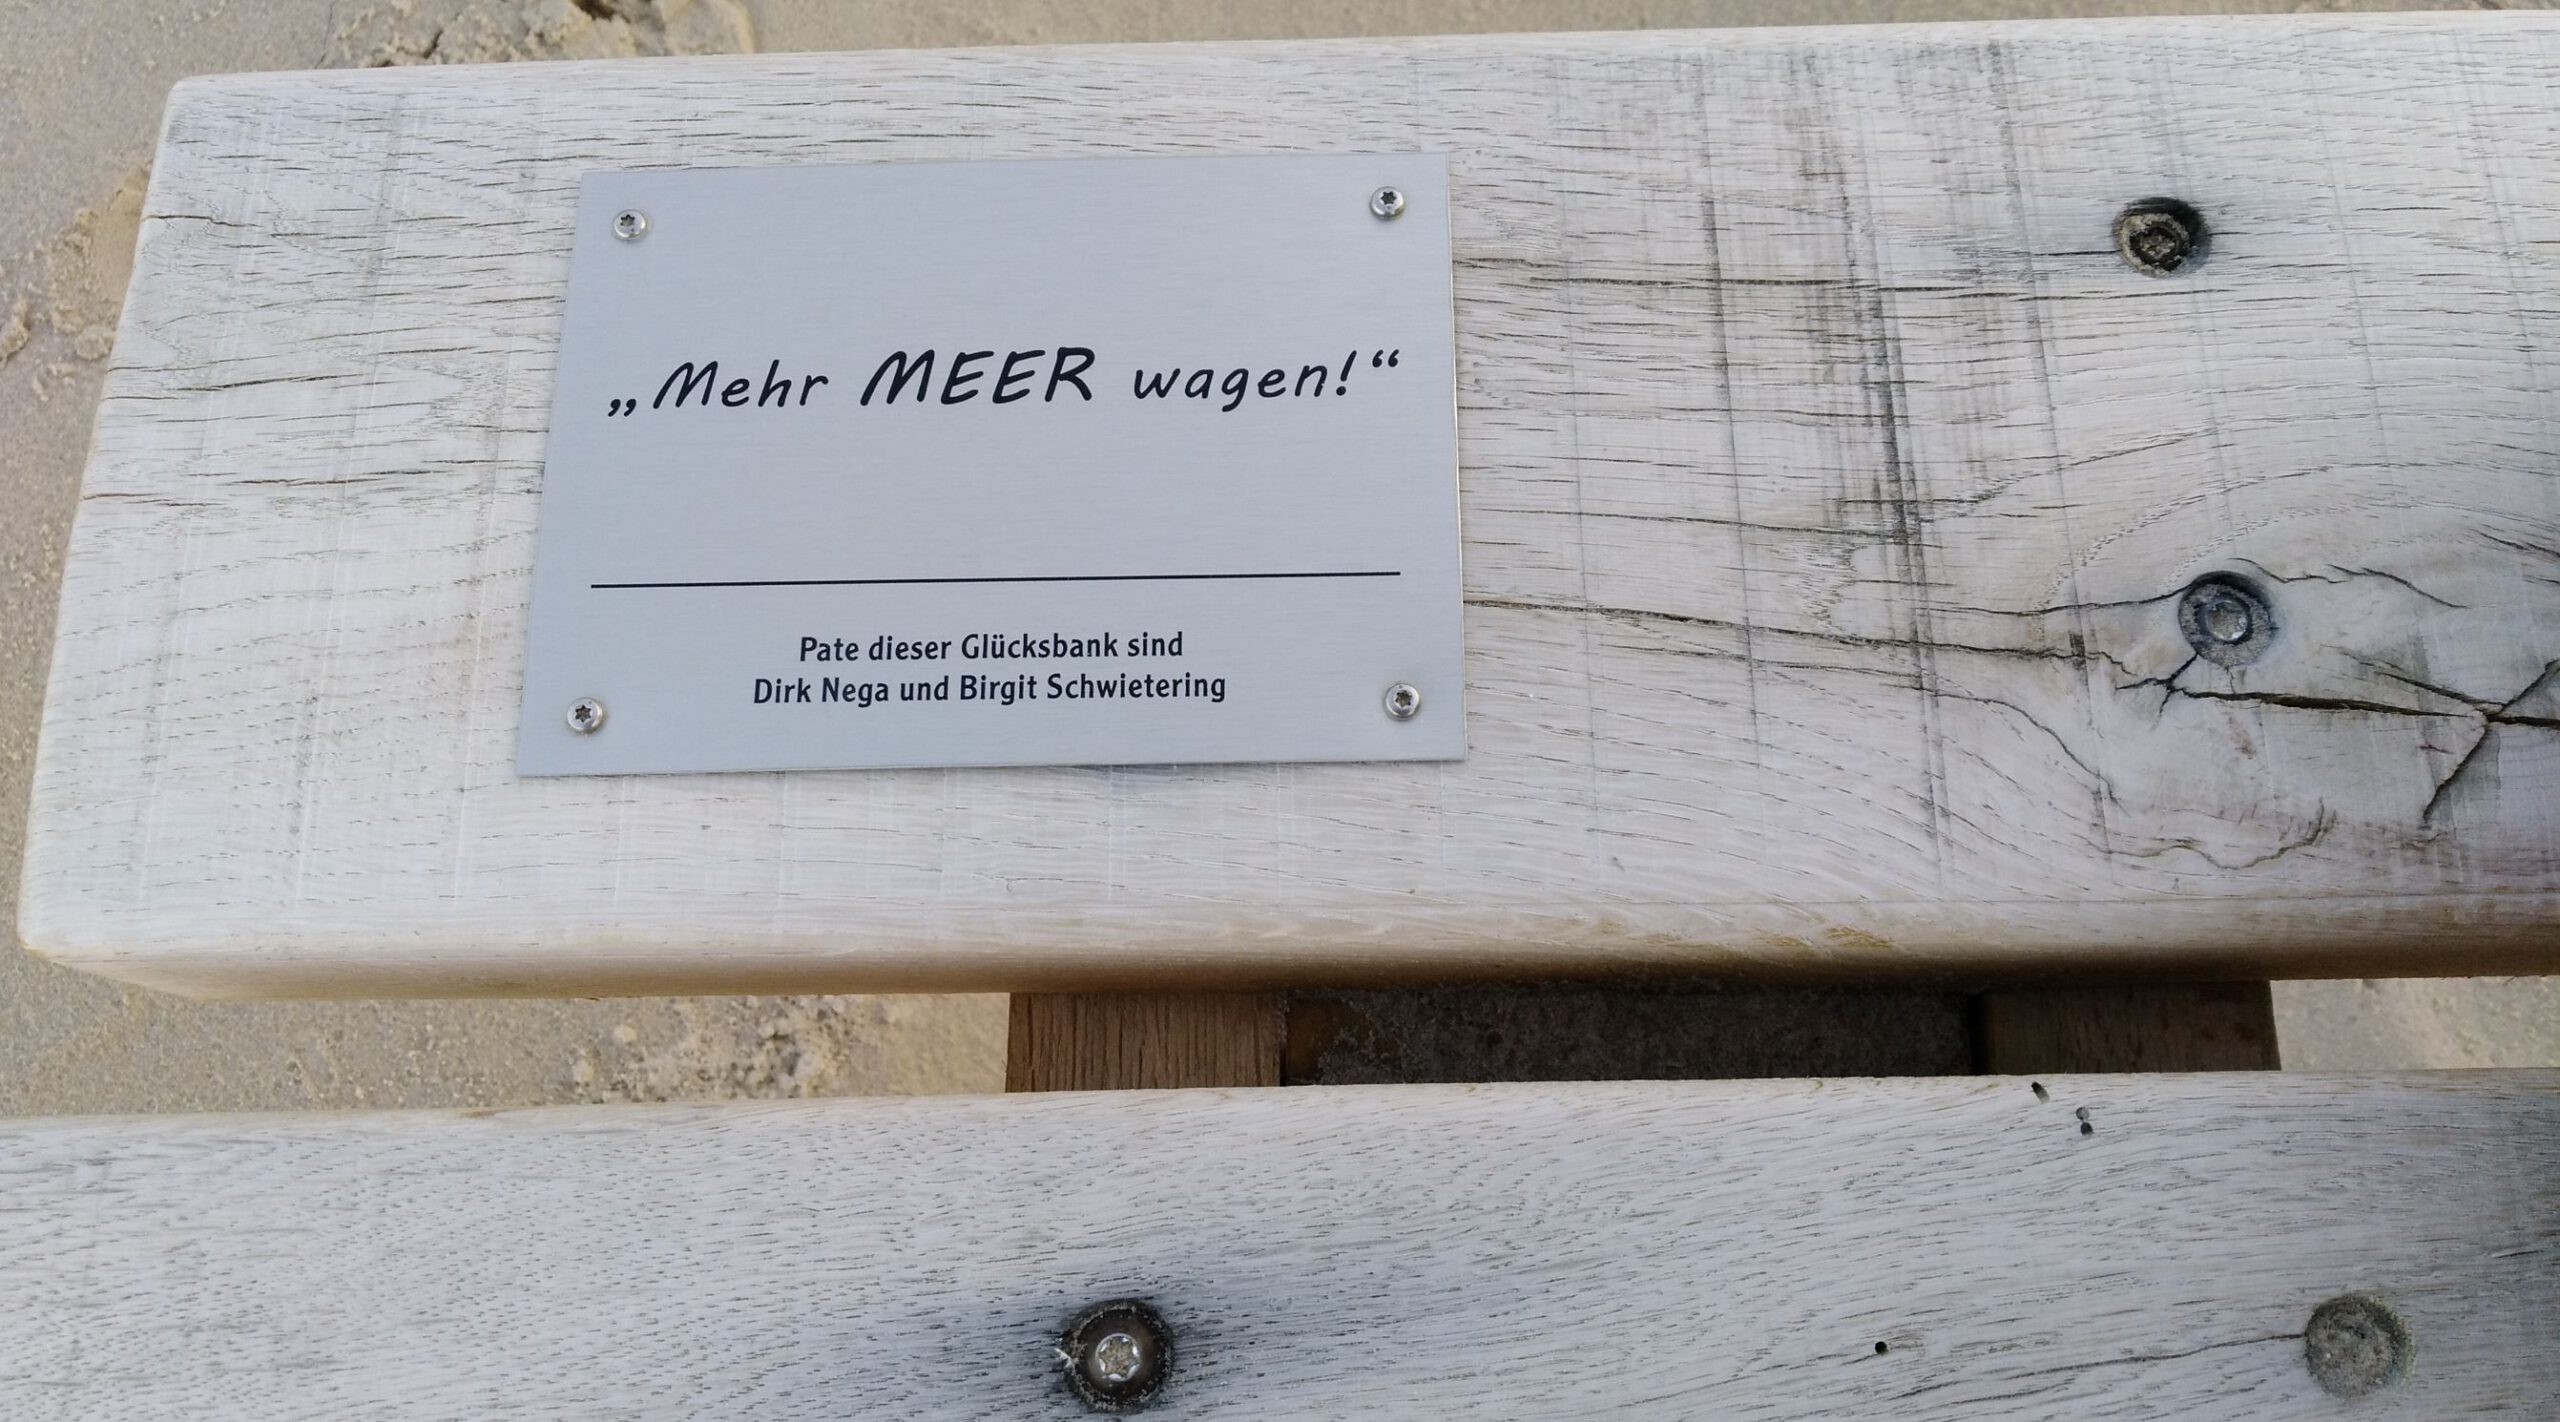 „Mehr MEER wagen!“
Pate dieser Glücksbank sind
Dirk Nega und Birgit Schwietering